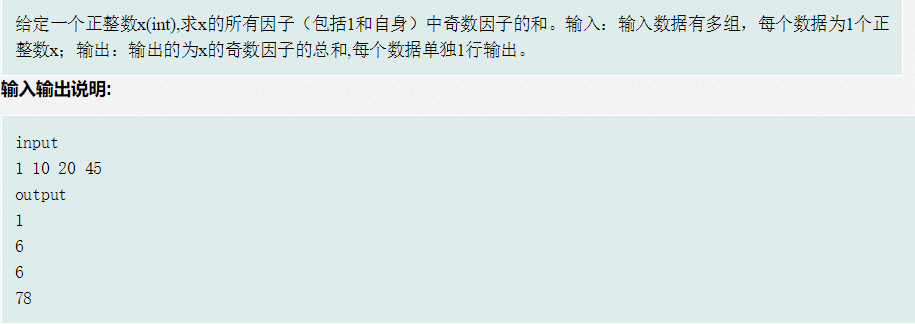 给定一个正整数x(int),求x的所有因子（包括1和自身）中奇数因子的和。输入：输入数据有多组，每个数据为1个正
整数x；输出：输出的为x的奇数因子的总和,每个数据单独1行输出。
输入输出说明:
input
1 10 20 45
output
1
6
6
78